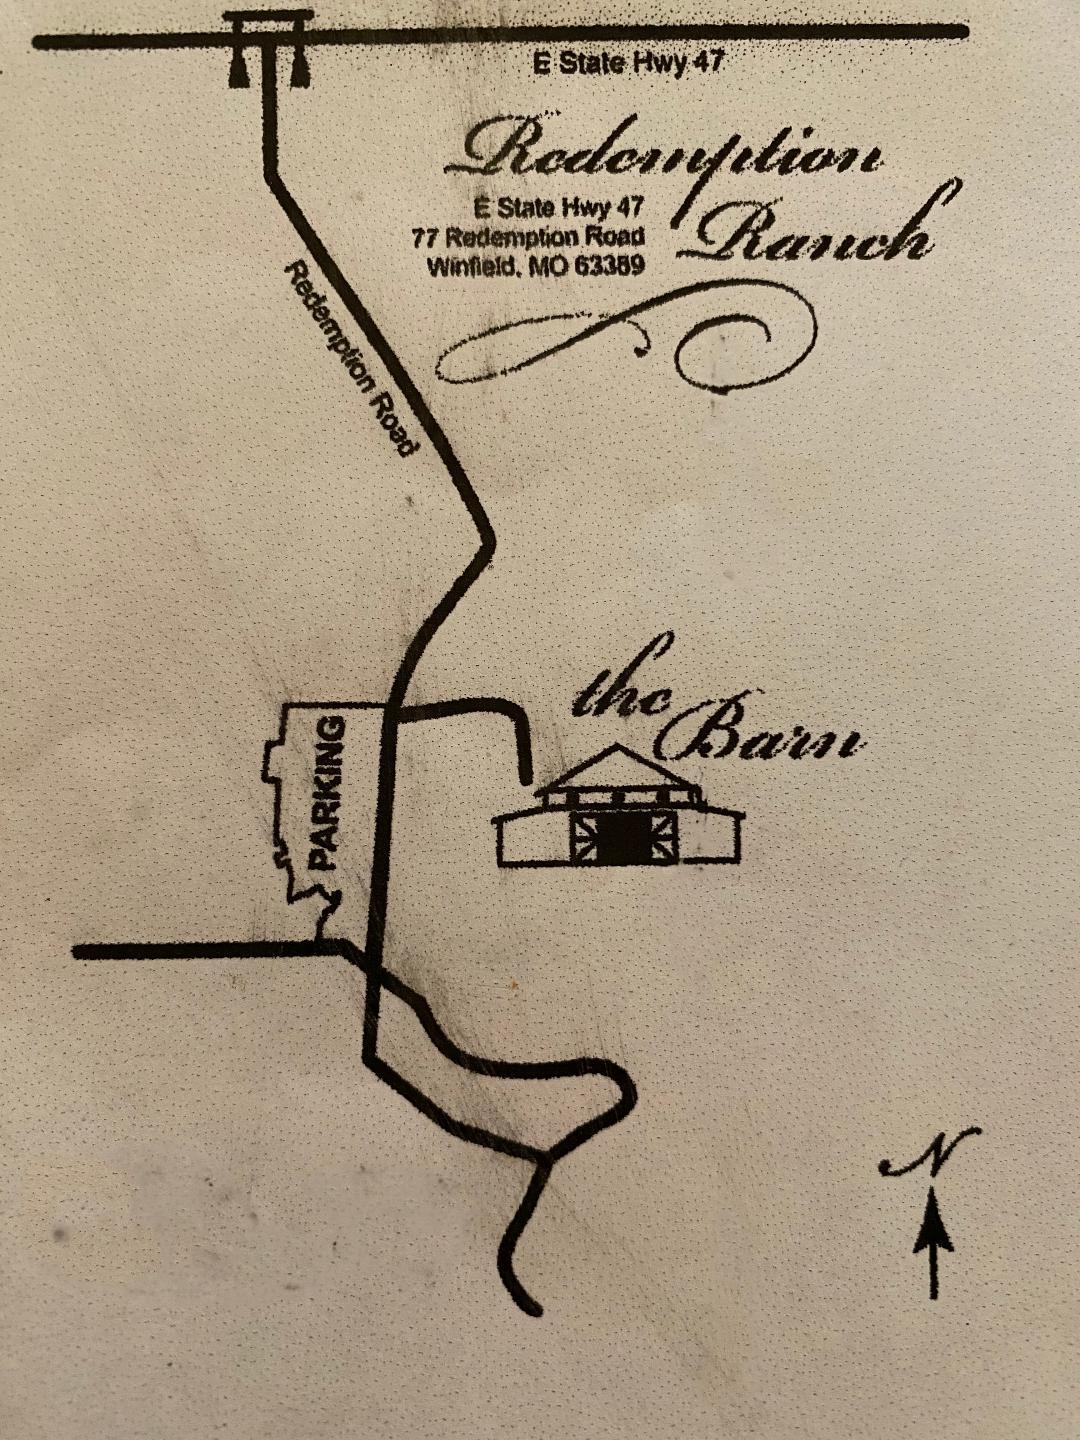 E State Hwy 47
Redemption
Ranch
E State Hwy 47
77 Redemption Road
Winfield, MO 63389
Redemption Road
the
Barn
PARKING
N